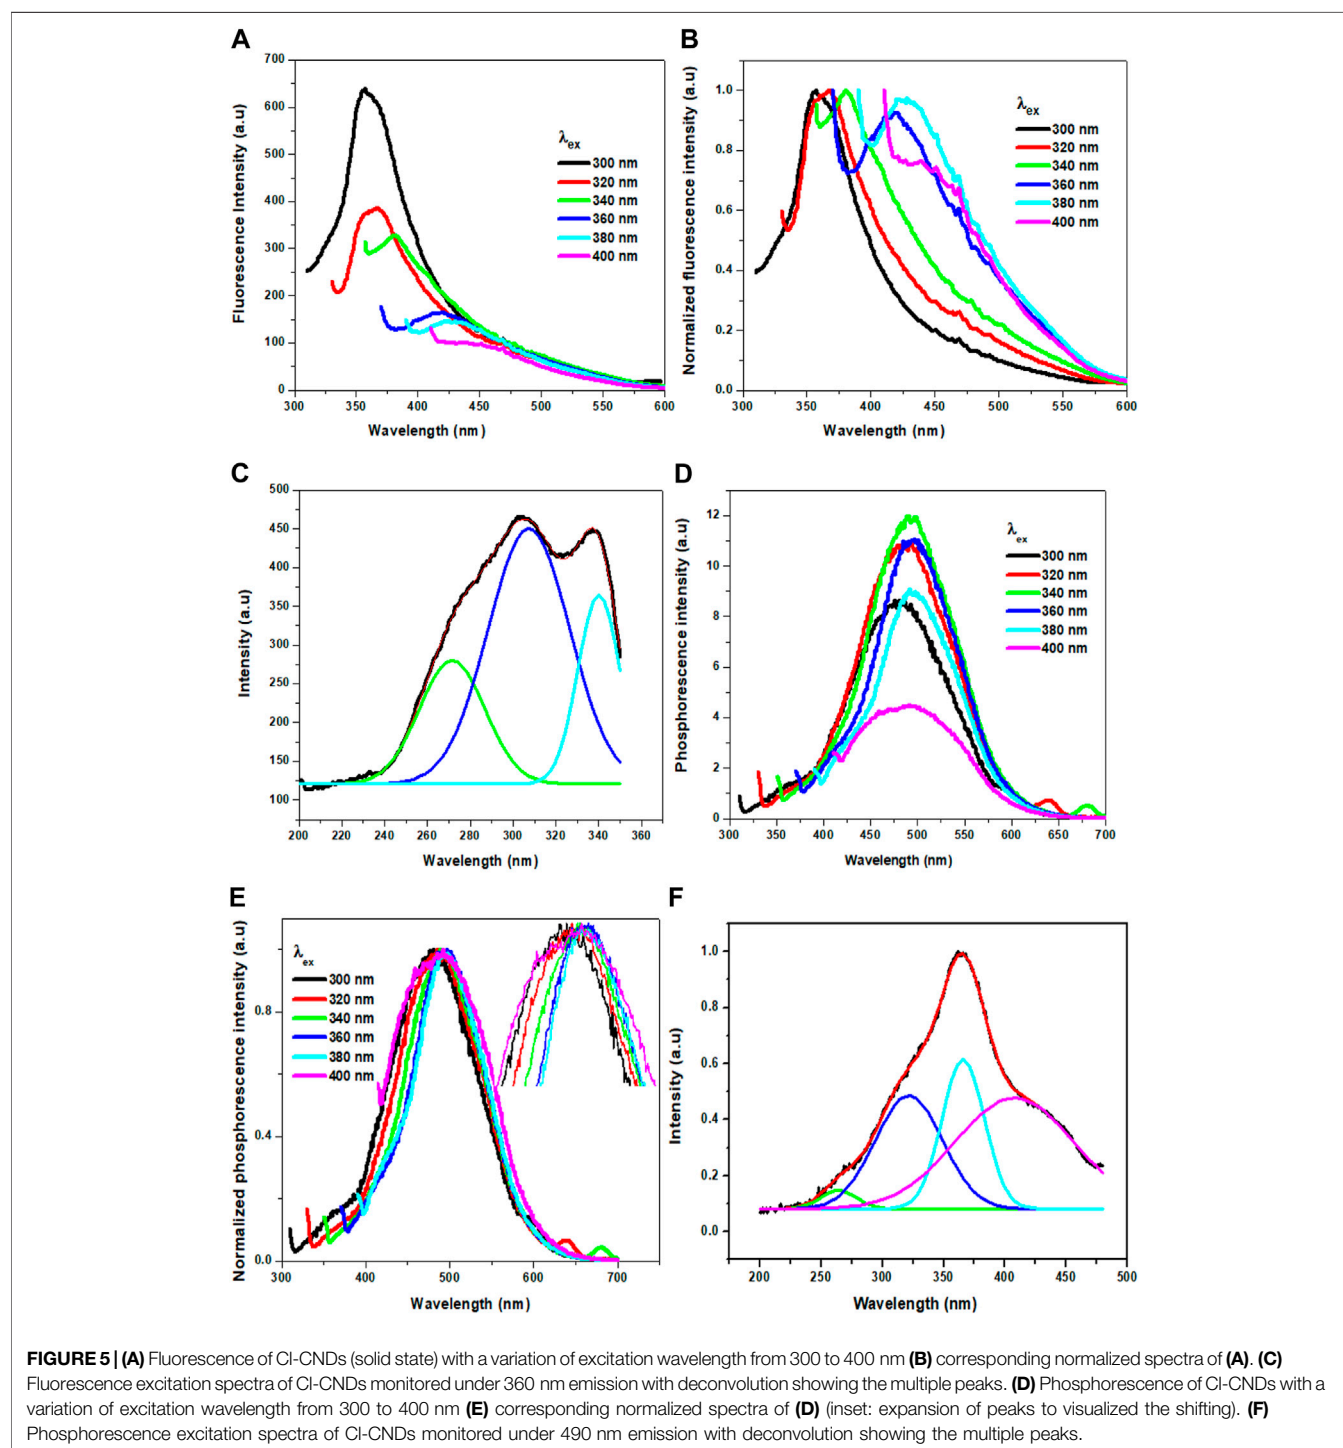 A
Fluorescence Intensity (a.u)
700
600
500
400
300
200
100
0
300 350 400 450 500 550 600
Wavelength (nm)
λex
300 nm
320 nm
340 nm
360 nm
380 nm
400 nm
B
Normalized fluorescence intensity (a.u)
1.0
0.8
0.6
0.4
0.2
0.0
300 350 400 450 500 550 600
Wavelength (nm)
λex
300 nm
320 nm
340 nm
360 nm
380 nm
400 nm
C
Intensity (a.u)
500
450
400
350
300
250
200
150
100
200 220 240 260 280 300 320 340 360
Wavelength (nm)
D
Phosphorescence intensity (a.u)
12
10
8
6
4
2
0
300 350 400 450 500 550 600 650 700
Wavelength (nm)
λex
300 nm
320 nm
340 nm
360 nm
380 nm
400 nm
E
Normalized phosphorescence intensity (a.u)
0.8
0.4
0.0
300 400 500 600 700
Wavelength (nm)
λex
300 nm
320 nm
340 nm
360 nm
380 nm
400 nm
F
Intensity (a.u)
1.0
0.8
0.6
0.4
0.2
0.0
200 250 300 350 400 450 500
Wavelength (nm)
FIGURE 5 | (A) Fluorescence of Cl-CNDs (solid state) with a variation of excitation wavelength from 300 to 400 nm (B) corresponding normalized spectra of (A). (C)
Fluorescence excitation spectra of Cl-CNDs monitored under 360 nm emission with deconvolution showing the multiple peaks. (D) Phosphorescence of Cl-CNDs with a
variation of excitation wavelength from 300 to 400 nm (E) corresponding normalized spectra of (D) (inset: expansion of peaks to visualized the shifting). (F)
Phosphorescence excitation spectra of Cl-CNDs monitored under 490 nm emission with deconvolution showing the multiple peaks.